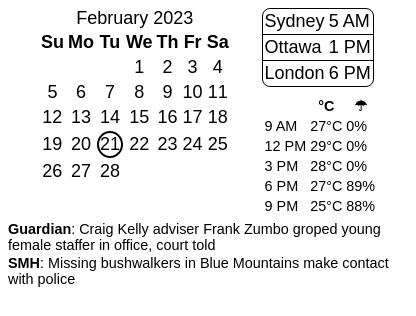 February 2023
Su Mo Tu We Th Fr Sa
1 2 3 4
5 6 7 8 9 10 11
12 13 14 15 16 17 18
19 20 21 22 23 24 25
26 27 28
Sydney 5 AM
Ottawa 1 PM
London 6 PM
°C ☂
9 AM 27°C 0%
12 PM 29°C 0%
3 PM 28°C 0%
6 PM 27°C 89%
9 PM 25°C 88%
Guardian: Craig Kelly adviser Frank Zumbo groped young
female staffer in office, court told
SMH: Missing bushwalkers in Blue Mountains make contact
with police